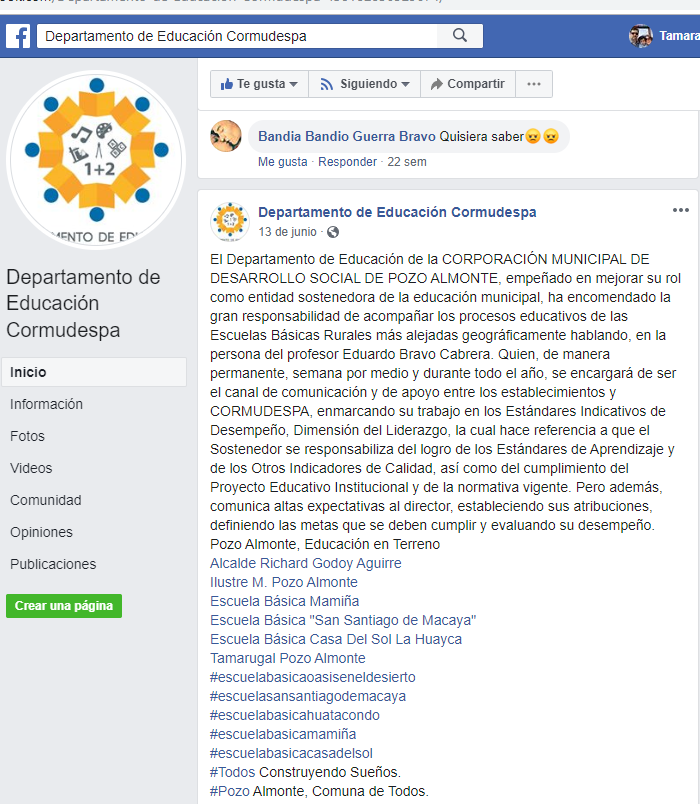 Departamento de Educación Cormudespa
Tamara
Te gusta
Siguiendo
Compartir
Bandia Bandio Guerra Bravo Quisiera saber
Me gusta · Responder · 22 sem
1+2
Departamento de
Educación
Cormudespa
Inicio
Información
Fotos
Videos
Comunidad
Opiniones
Publicaciones
Crear una página
Departamento de Educación Cormudespa
13 de junio ·
El Departamento de Educación de la CORPORACIÓN MUNICIPAL DE
DESARROLLO SOCIAL DE POZO ALMONTE, empeñado en mejorar su rol
como entidad sostenedora de la educación municipal, ha encomendado la
gran responsabilidad de acompañar los procesos educativos de las
Escuelas Básicas Rurales más alejadas geográficamente hablando, en la
persona del profesor Eduardo Bravo Cabrera. Quien, de manera
permanente, semana por medio y durante todo el año, se encargará de ser
el canal de comunicación y de apoyo entre los establecimientos y
CORMUDESPA, enmarcando su trabajo en los Estándares Indicativos de
Desempeño, Dimensión del Liderazgo, la cual hace referencia a que el
Sostenedor se responsabiliza del logro de los Estándares de Aprendizaje y
de los Otros Indicadores de Calidad, así como del cumplimiento del
Proyecto Educativo Institucional y de la normativa vigente. Pero además,
comunica altas expectativas al director, estableciendo sus atribuciones,
definiendo las metas que se deben cumplir y evaluando su desempeño.
Pozo Almonte, Educación en Terreno
Alcalde Richard Godoy Aguirre
Ilustre M. Pozo Almonte
Escuela Básica Mamiña
Escuela Básica "San Santiago de Macaya"
Escuela Básica Casa Del Sol La Huayca
Tamarugal Pozo Almonte
#escuelabasicaoasiseneldesierto
#escuelasansantiagodemacaya
#escuelabasicahuatacondo
#escuelabasicamamiña
#escuelabasicacasadelsol
#Todos Construyendo Sueños.
#Pozo Almonte, Comuna de Todos.